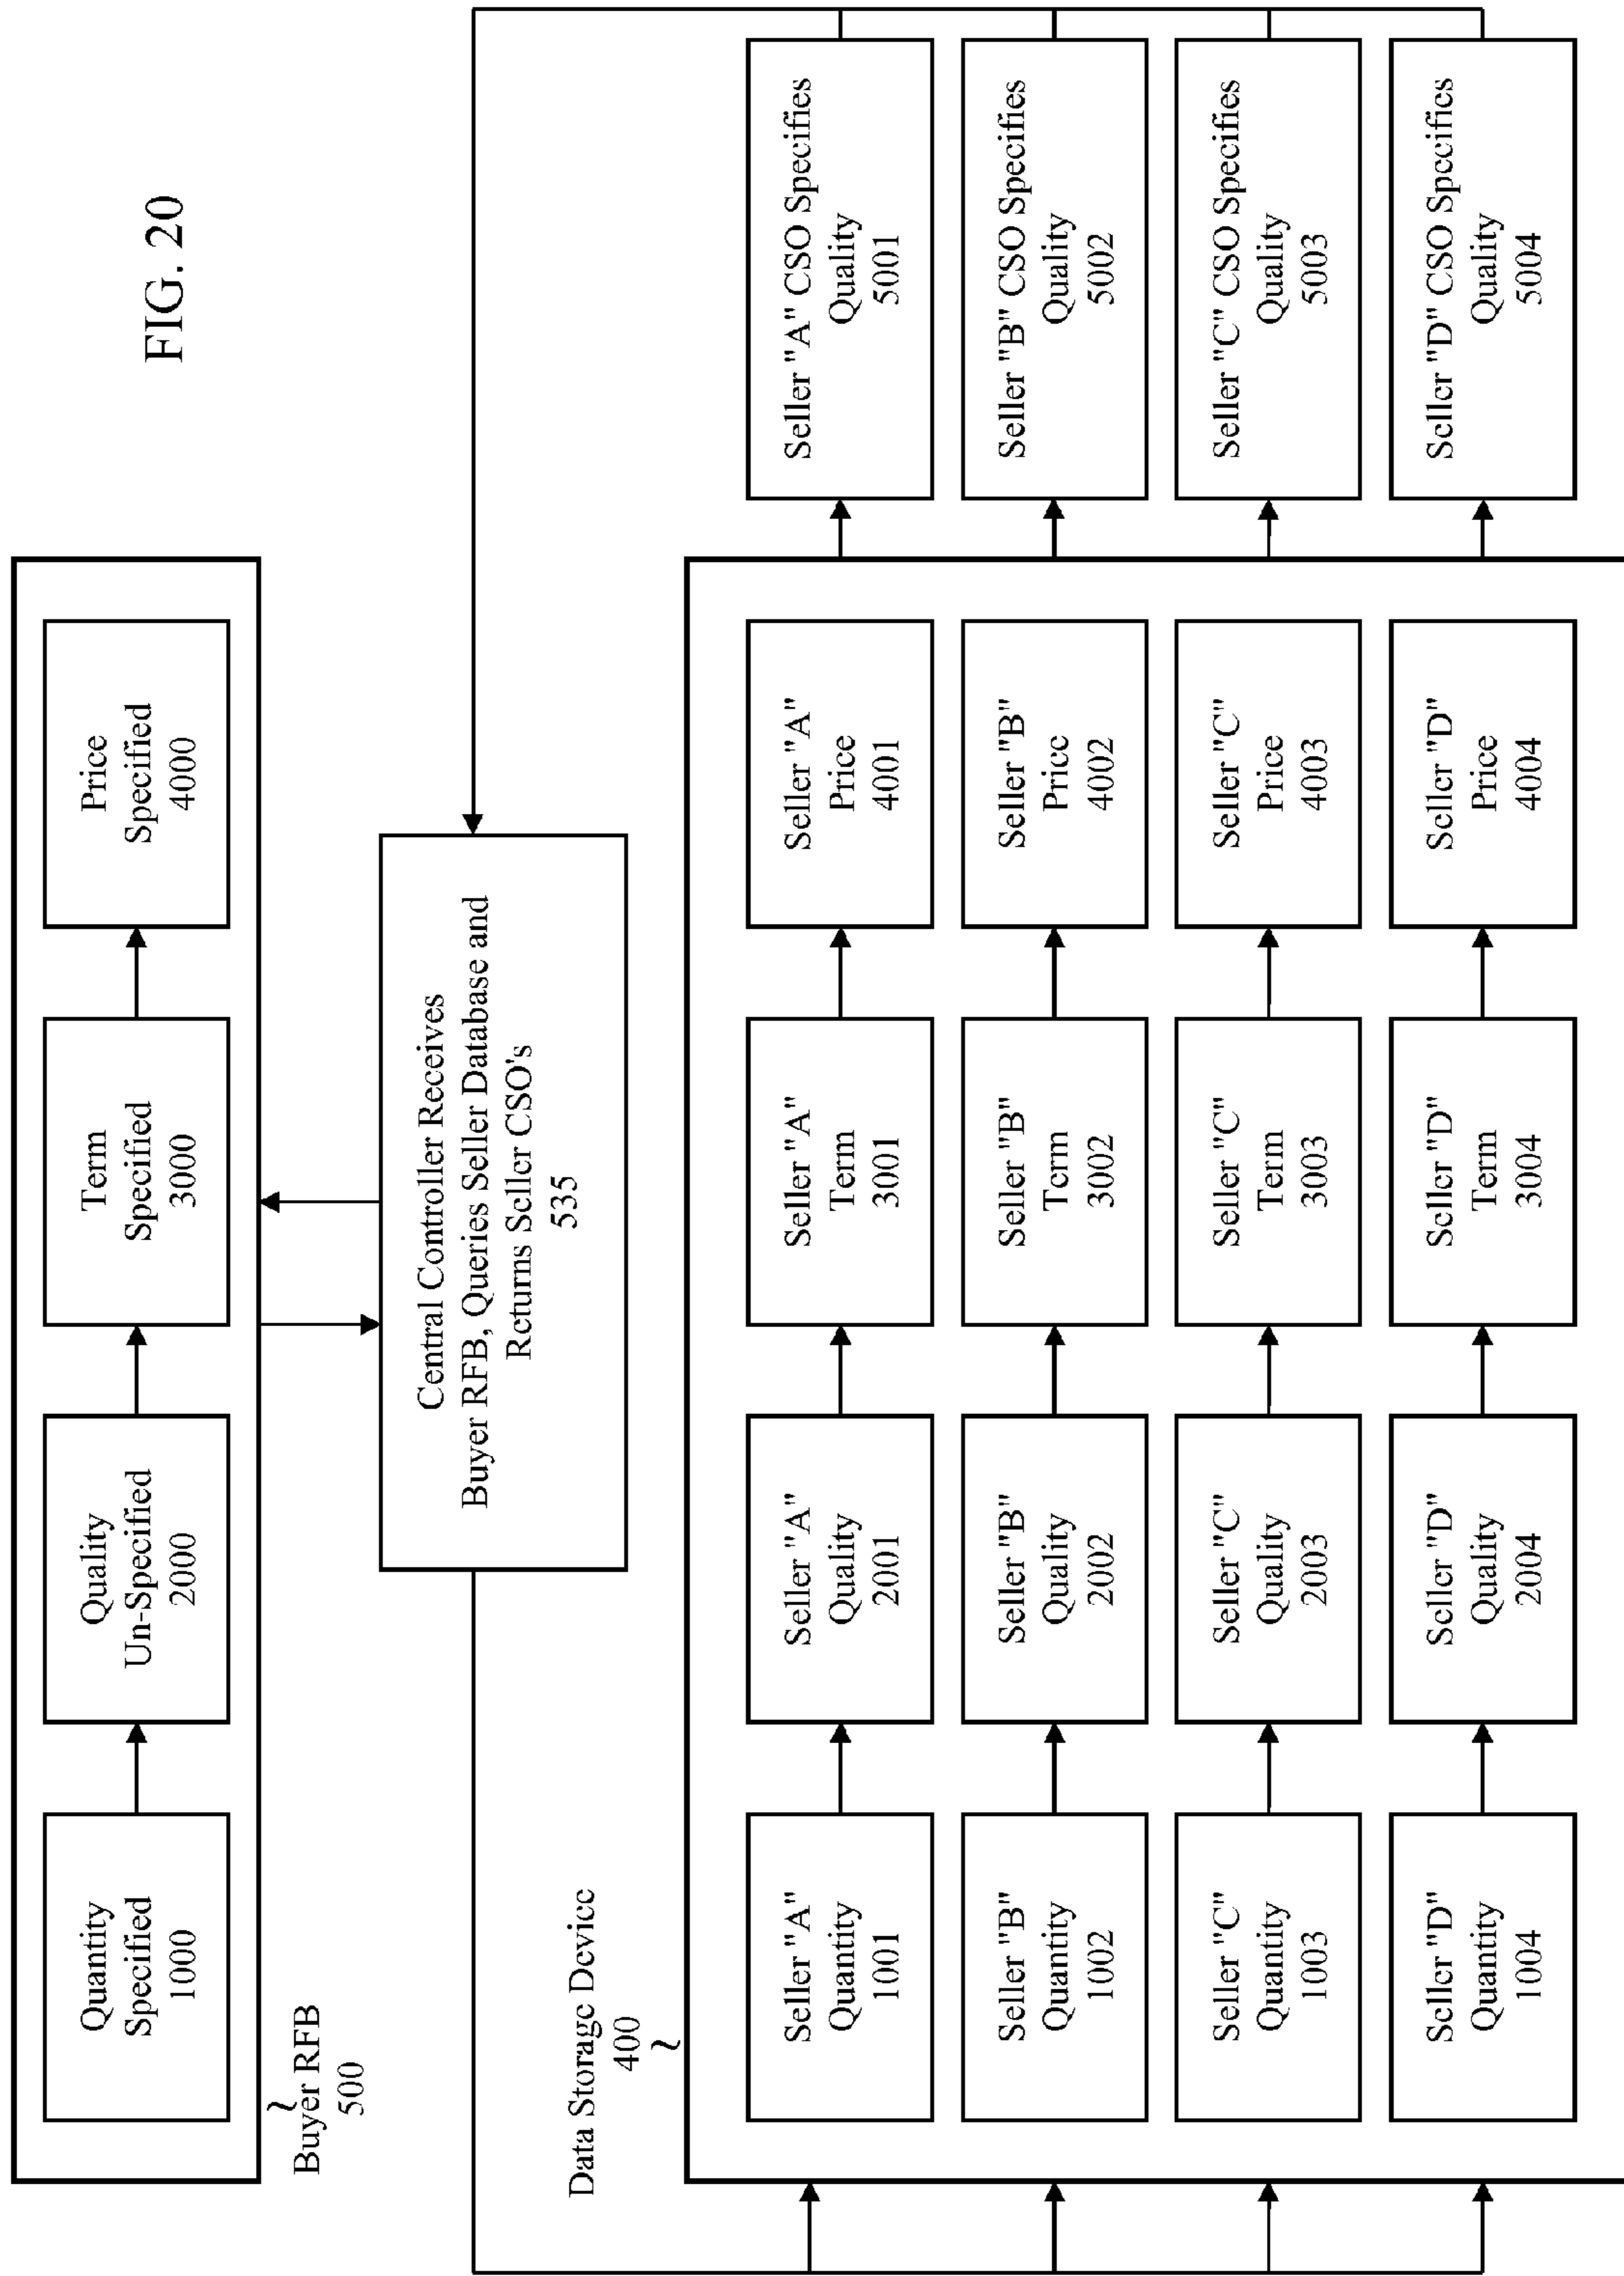 FIG. 20
Quantity
Specified
1000
Quality
Un-Specified
2000
Term
Specified
3000
Price
Specified
4000
Buyer RFB
500
Central Controller Receives
Buyer RFB, Queries Seller Database and
Returns Seller CSO's
535
Data Storage Device
400
Seller "A"
Quantity
1001
Seller "A"
Quality
2001
Seller "A"
Term
3001
Seller "A"
Price
4001
Seller "A" CSO Specifies
Quality
5001
Seller "B"
Quantity
1002
Seller "B"
Quality
2002
Seller "B"
Term
3002
Seller "B"
Price
4002
Seller "B" CSO Specifies
Quality
5002
Seller "C"
Quantity
1003
Seller "C"
Quality
2003
Seller "C"
Term
3003
Seller "C"
Price
4003
Seller "C" CSO Specifies
Quality
5003
Seller "D"
Quantity
1004
Seller "D"
Quality
2004
Seller "D"
Term
3004
Seller "D"
Price
4004
Seller "D" CSO Specifies
Quality
5004